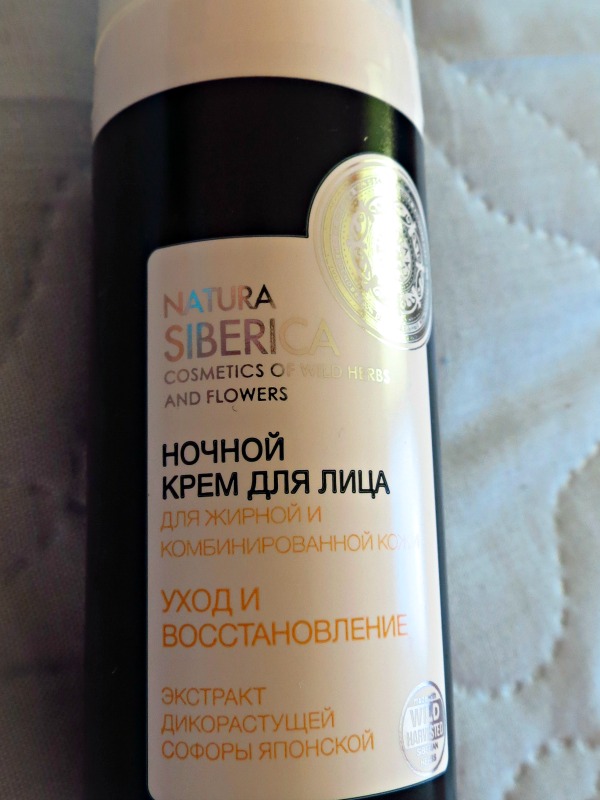 NATURA
SIBERICA
COSMETICS OF WILD HERBS
AND FLOWERS
НОЧНОЙ
КРЕМ ДЛЯ ЛИЦА
ДЛЯ ЖИРНОЙ И
КОМБИНИРОВАННОЙ
УХОД И
ВОССТАНОВЛЕНИЕ
ЭКСТРАКТ
ДИКОРАСТУЩЕЙ
СОФОРЫ ЯПОНСКОЙ
WILD
HARVESTED